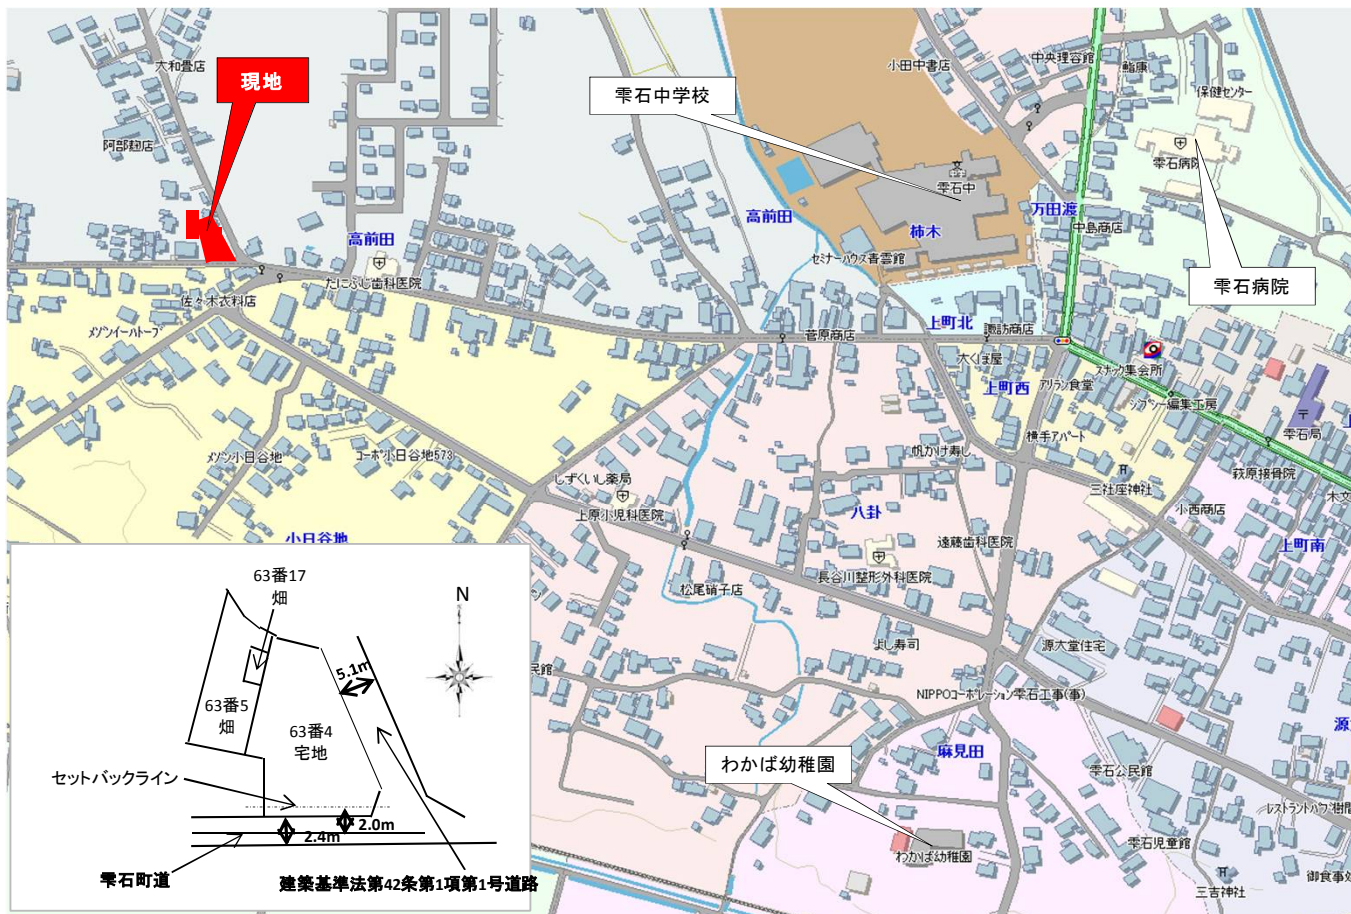 大和畳店
現地
阿部麹店
高前田
たにふじ歯科医院
佐々木衣料店
メゾンイーハトーブ
メゾン小日谷地
コーポ小日谷地573
小日谷地
雫石中学校
小田中書店
中央理容館
鮨康
保健センター
雫石病院
雫石中
高前田
柿木
万田渡
中島商店
セミナーハウス青雲館
雫石病院
上町北
諏訪商店
菅原商店
大くぼ屋
上町西
アリラン食堂
スナック集会所
ジプシー編集工房
雫石局
横手アパート
帆かけ寿し
萩原接骨院
三社座神社
小西商店
上町南
しずくいし薬局
上原小児科医院
八卦
遠藤歯科医院
長谷川整形外科医院
松尾硝子店
よし寿司
源大堂住宅
NIPPOコーポレーション雫石工事(事)
麻見田
わかば幼稚園
雫石公民館
わかば幼稚園
雫石児童館
三吉神社
63番17
畑
N
5.1m
63番5
畑
63番4
宅地
セットバックライン
2.0m
2.4m
雫石町道
建築基準法第42条第1項第1号道路